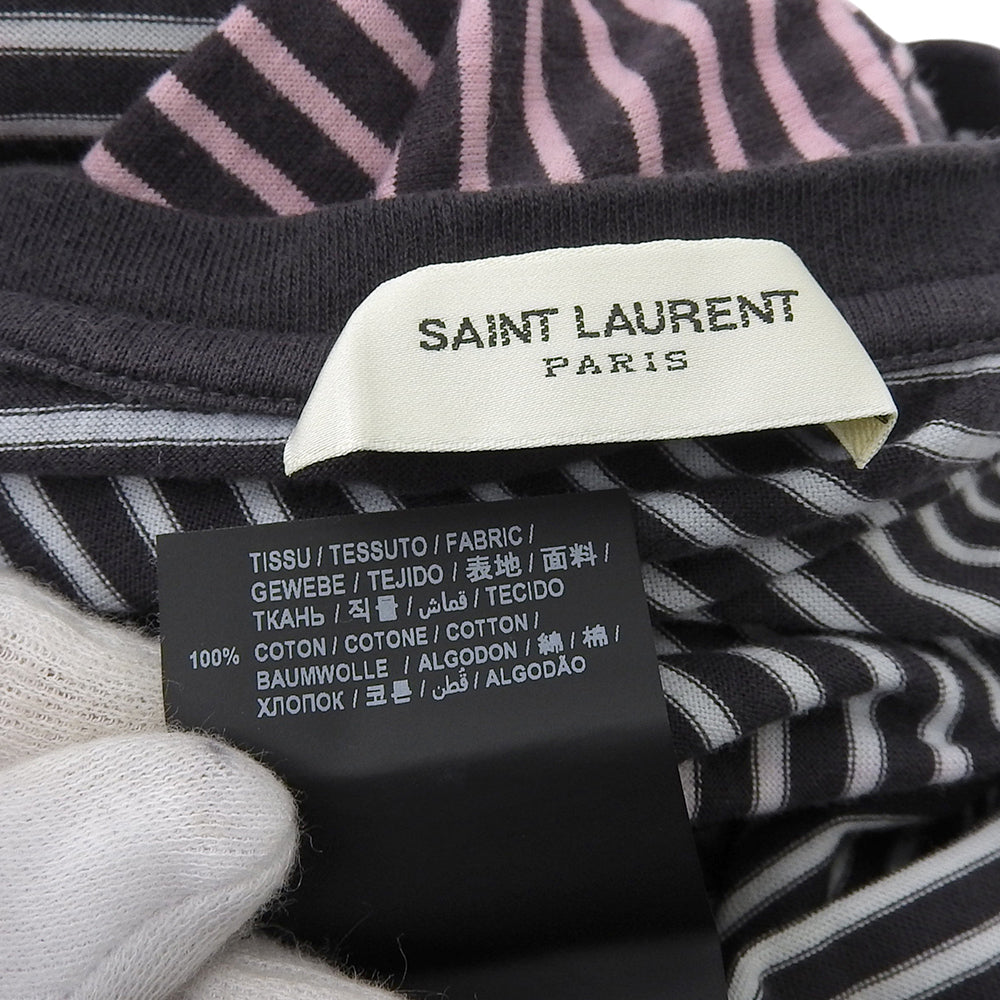 SAINT LAURENT
PARIS
TISSU / TESSUTO / FABRIC /
GEWEBE / TEJIDO / 表地 / 面料 /
ТКАНЬ / 직물 / قماش / TECIDO
100% COTON / COTONE / COTTON /
BAUMWOLLE / ALGODON / 綿 / 棉 /
ХЛОПОК / 코튼 / قُطن / ALGODÃO